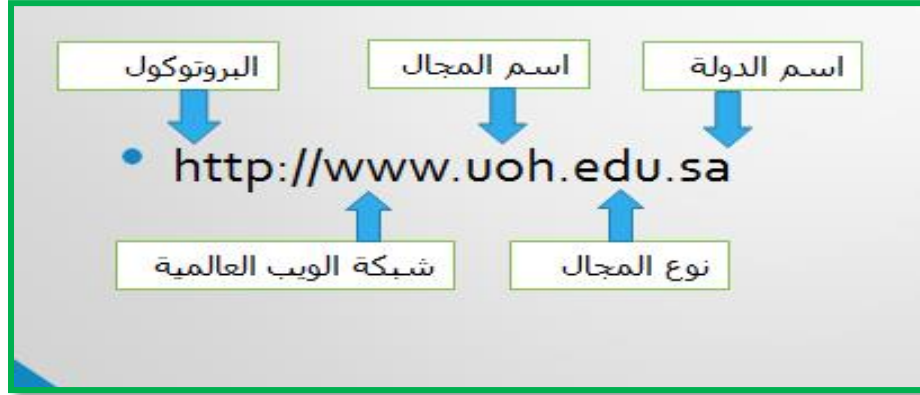 اسم الدولة
اسم المجال
البروتوكول
• http://www.uoh.edu.sa
نوع المجال
شبكة الويب العالمية